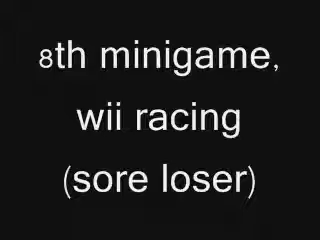 8th minigame,
wii racing
(sore loser)